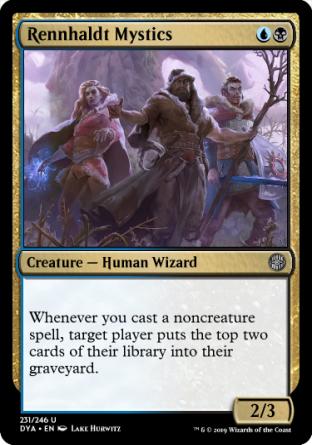 Rennhaldt Mystics
Creature — Human Wizard
Whenever you cast a noncreature
spell, target player puts the top two
cards of their library into their
graveyard.
2/3
231/246 U
DYA • EN Lake Hurwitz
™ & © 2019 Wizards of the Coast